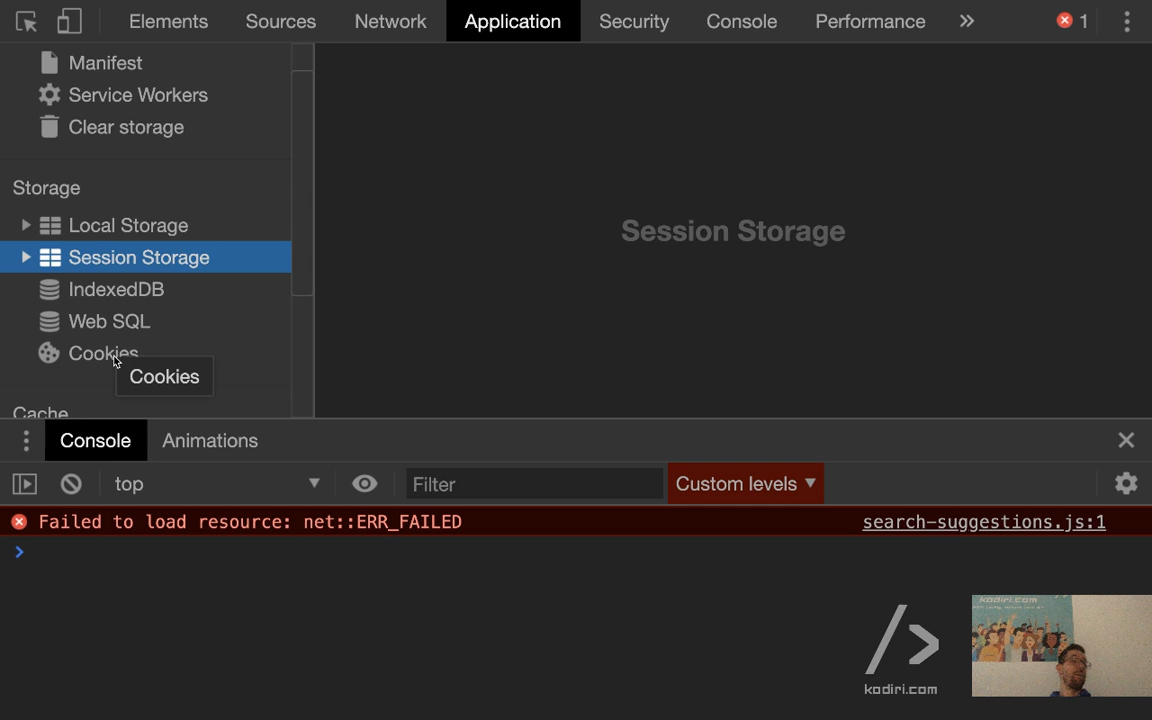 Elements Sources Network Application Security Console Performance » 1
Manifest
Service Workers
Clear storage
Storage
Local Storage
Session Storage
IndexedDB
Web SQL
Cookies
Cookies
Cache
Session Storage
Console Animations
top Filter Custom levels
Failed to load resource: net::ERR_FAILED search-suggestions.js:1
kodiri.com
kodiri.com